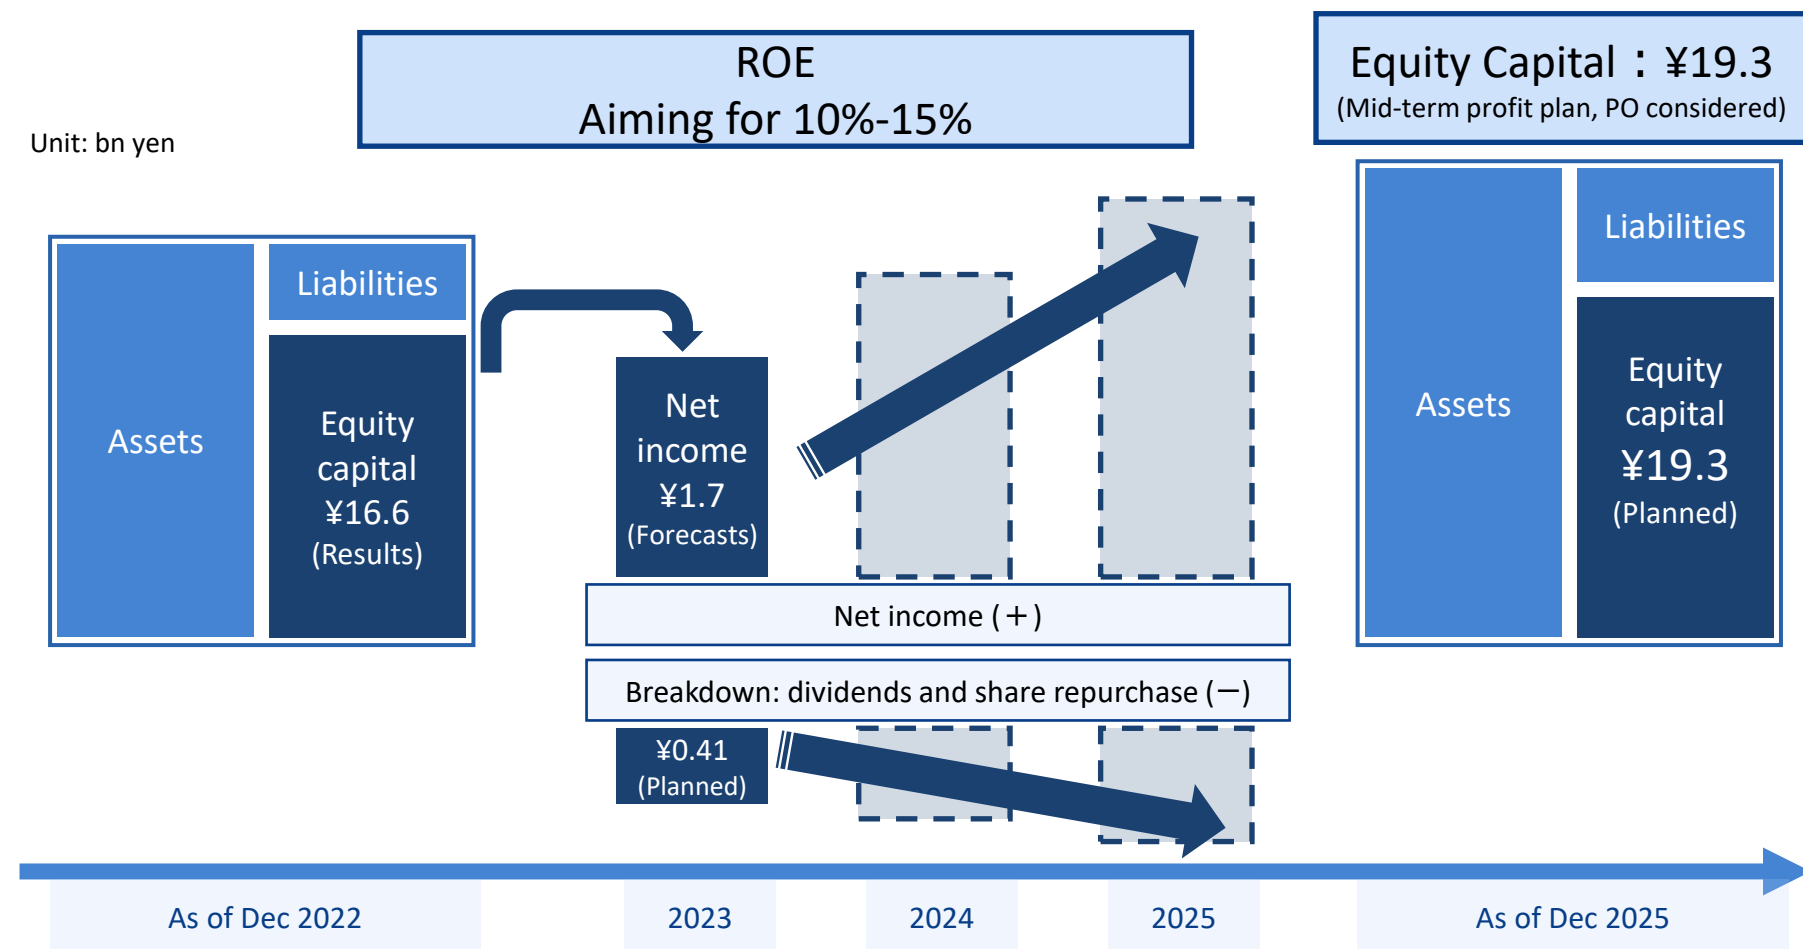 ROE
Aiming for 10%-15%
Equity Capital：¥19.3
(Mid-term profit plan, PO considered)
Unit: bn yen
Assets
Liabilities
Equity
capital
¥16.6
(Results)
Net
income
¥1.7
(Forecasts)
Net income (＋)
Breakdown: dividends and share repurchase (－)
¥0.41
(Planned)
Assets
Liabilities
Equity
capital
¥19.3
(Planned)
As of Dec 2022
2023
2024
2025
As of Dec 2025